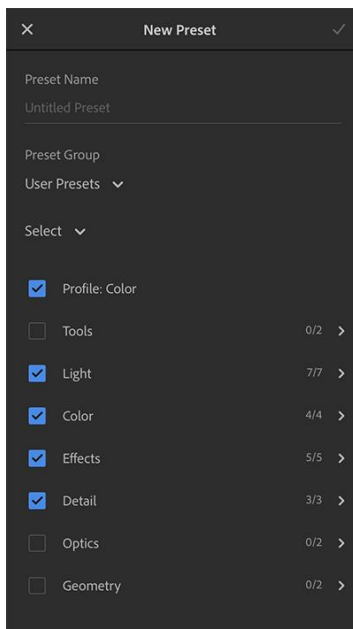 New Preset
Preset Name
Untitled Preset
Preset Group
User Presets
Select
Profile: Color
Tools 0/2
Light 7/7
Color 4/4
Effects 5/5
Detail 3/3
Optics 0/2
Geometry 0/2